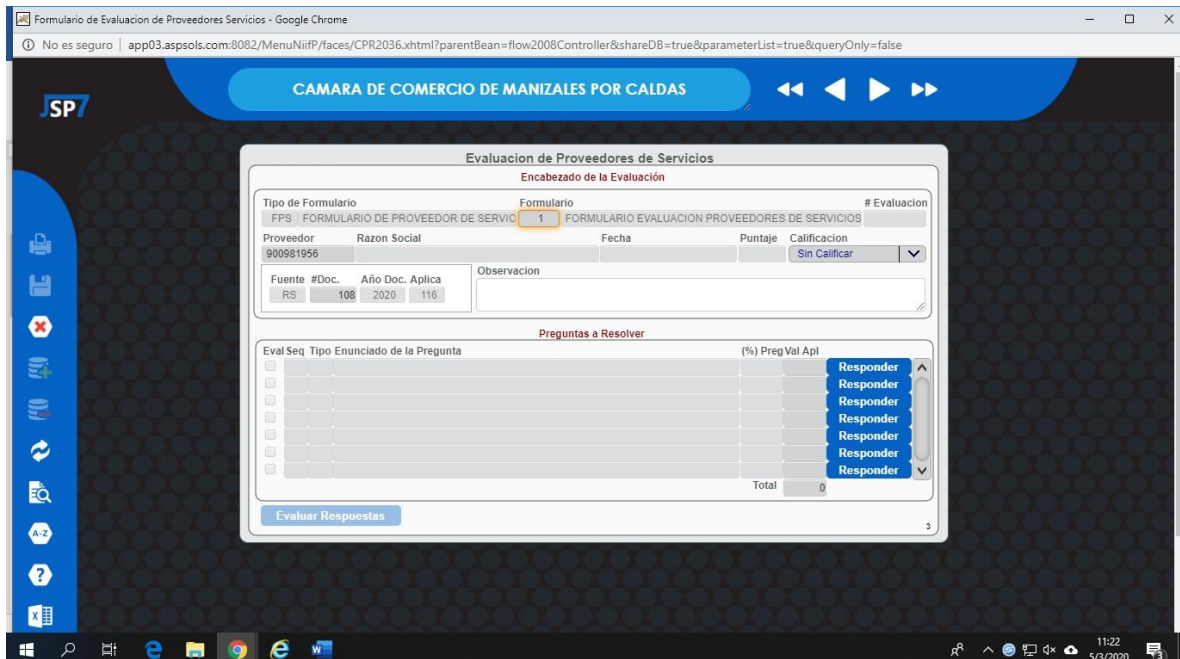 Formulario de Evaluacion de Proveedores Servicios - Google Chrome
No es seguro | app03.aspsols.com:8082/MenuNiifP/faces/CPR2036.xhtml?parentBean=flow2008Controller&shareDB=true&parameterList=true&queryOnly=false
JSP7
CAMARA DE COMERCIO DE MANIZALES POR CALDAS
Evaluacion de Proveedores de Servicios
Encabezado de la Evaluación
Tipo de Formulario Formulario # Evaluacion
FPS FORMULARIO DE PROVEEDOR DE SERVIC 1 FORMULARIO EVALUACION PROVEEDORES DE SERVICIOS
Proveedor Razon Social Fecha Puntaje Calificacion
900981956 Sin Calificar
Fuente #Doc. Año Doc. Aplica Observacion
RS 108 2020 116
Preguntas a Resolver
Eval Seq Tipo Enunciado de la Pregunta (%) Preg Val Apl
Responder
Responder
Responder
Responder
Responder
Responder
Responder
Total 0
Evaluar Respuestas
3
A-Z
?
X
11:22
5/3/2020
3